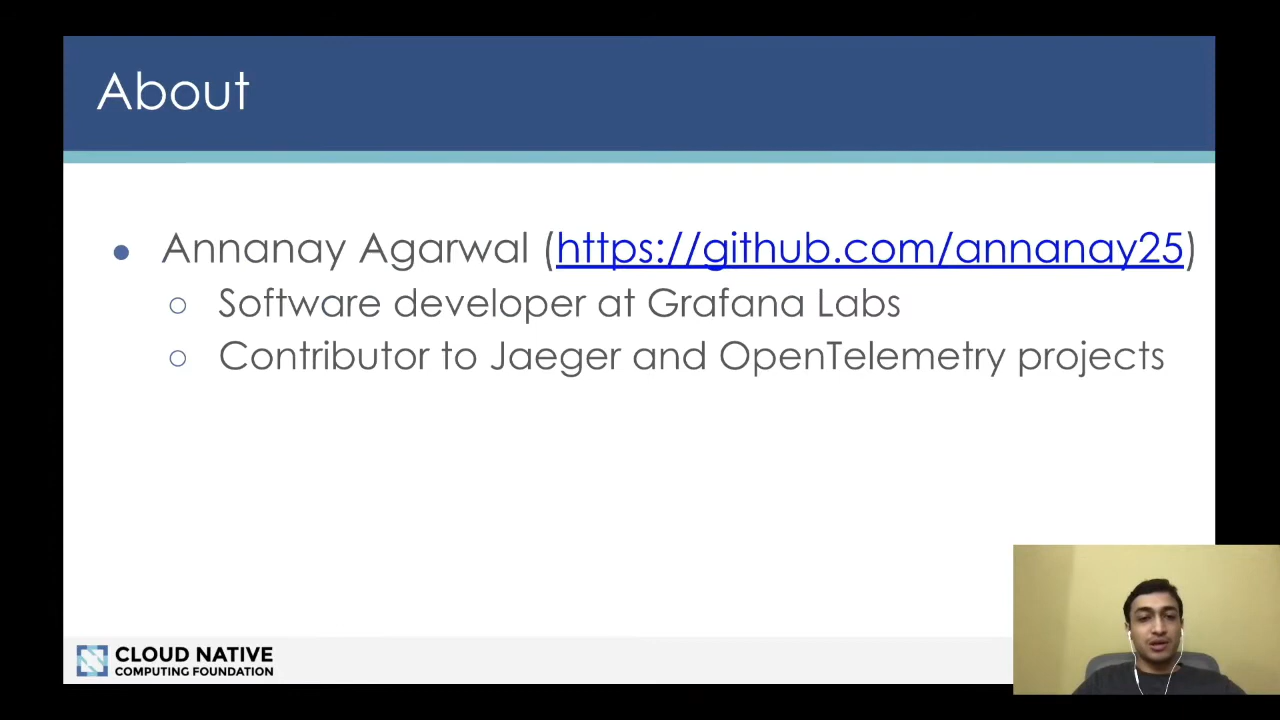 About
Annanay Agarwal (https://github.com/annanay25)
Software developer at Grafana Labs
Contributor to Jaeger and OpenTelemetry projects
CLOUD NATIVE
COMPUTING FOUNDATION